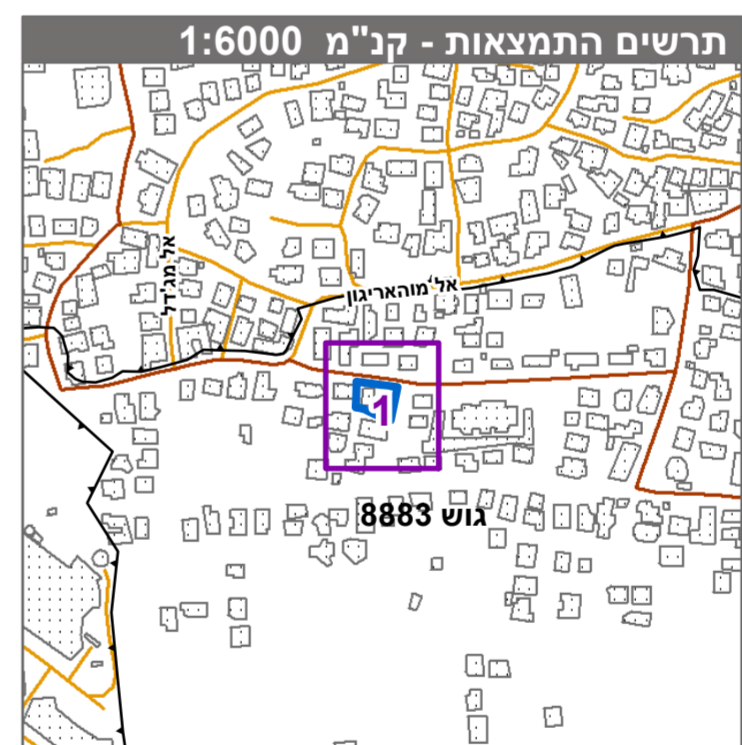 תרשים התמצאות - קנ"מ 1:6000
אל מג'דל
אל מוהאריגון
1
גוש 8883